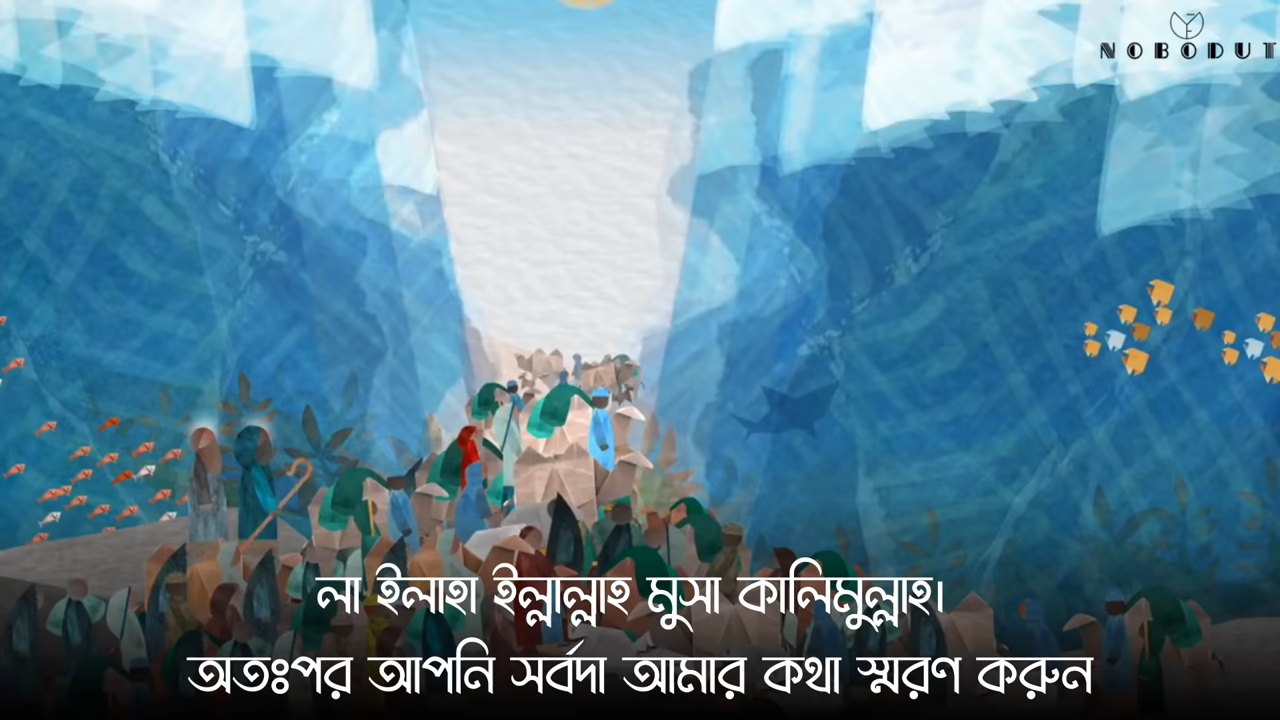 NOBODUT
লা ইলাহা ইল্লাল্লাহ মুসা কালিমুল্লাহ।
অতঃপর আপনি সর্বদা আমার কথা স্মরণ করুন